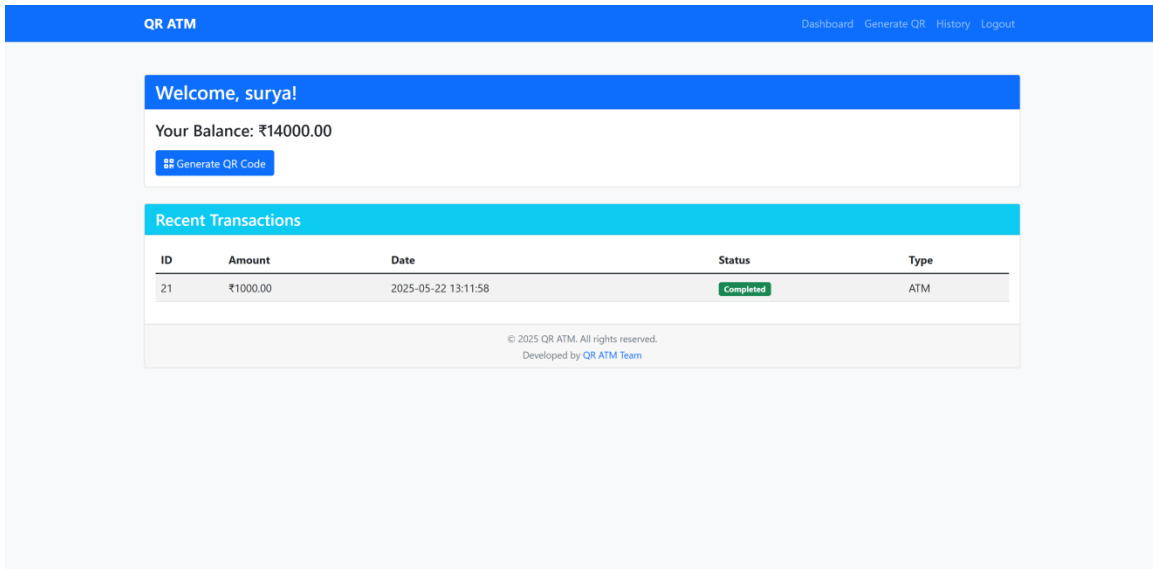 QR ATM Dashboard Generate QR History Logout
Welcome, surya!
Your Balance: ₹14000.00
Generate QR Code
Recent Transactions
ID Amount Date Status Type
21 ₹1000.00 2025-05-22 13:11:58 Completed ATM
© 2025 QR ATM. All rights reserved.
Developed by QR ATM Team